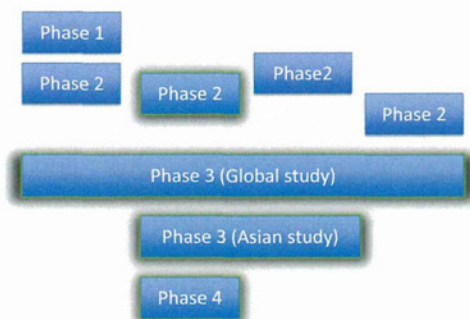 Phase 1
Phase 2
Phase 2
Phase2
Phase 2
Phase 3 (Global study)
Phase 3 (Asian study)
Phase 4